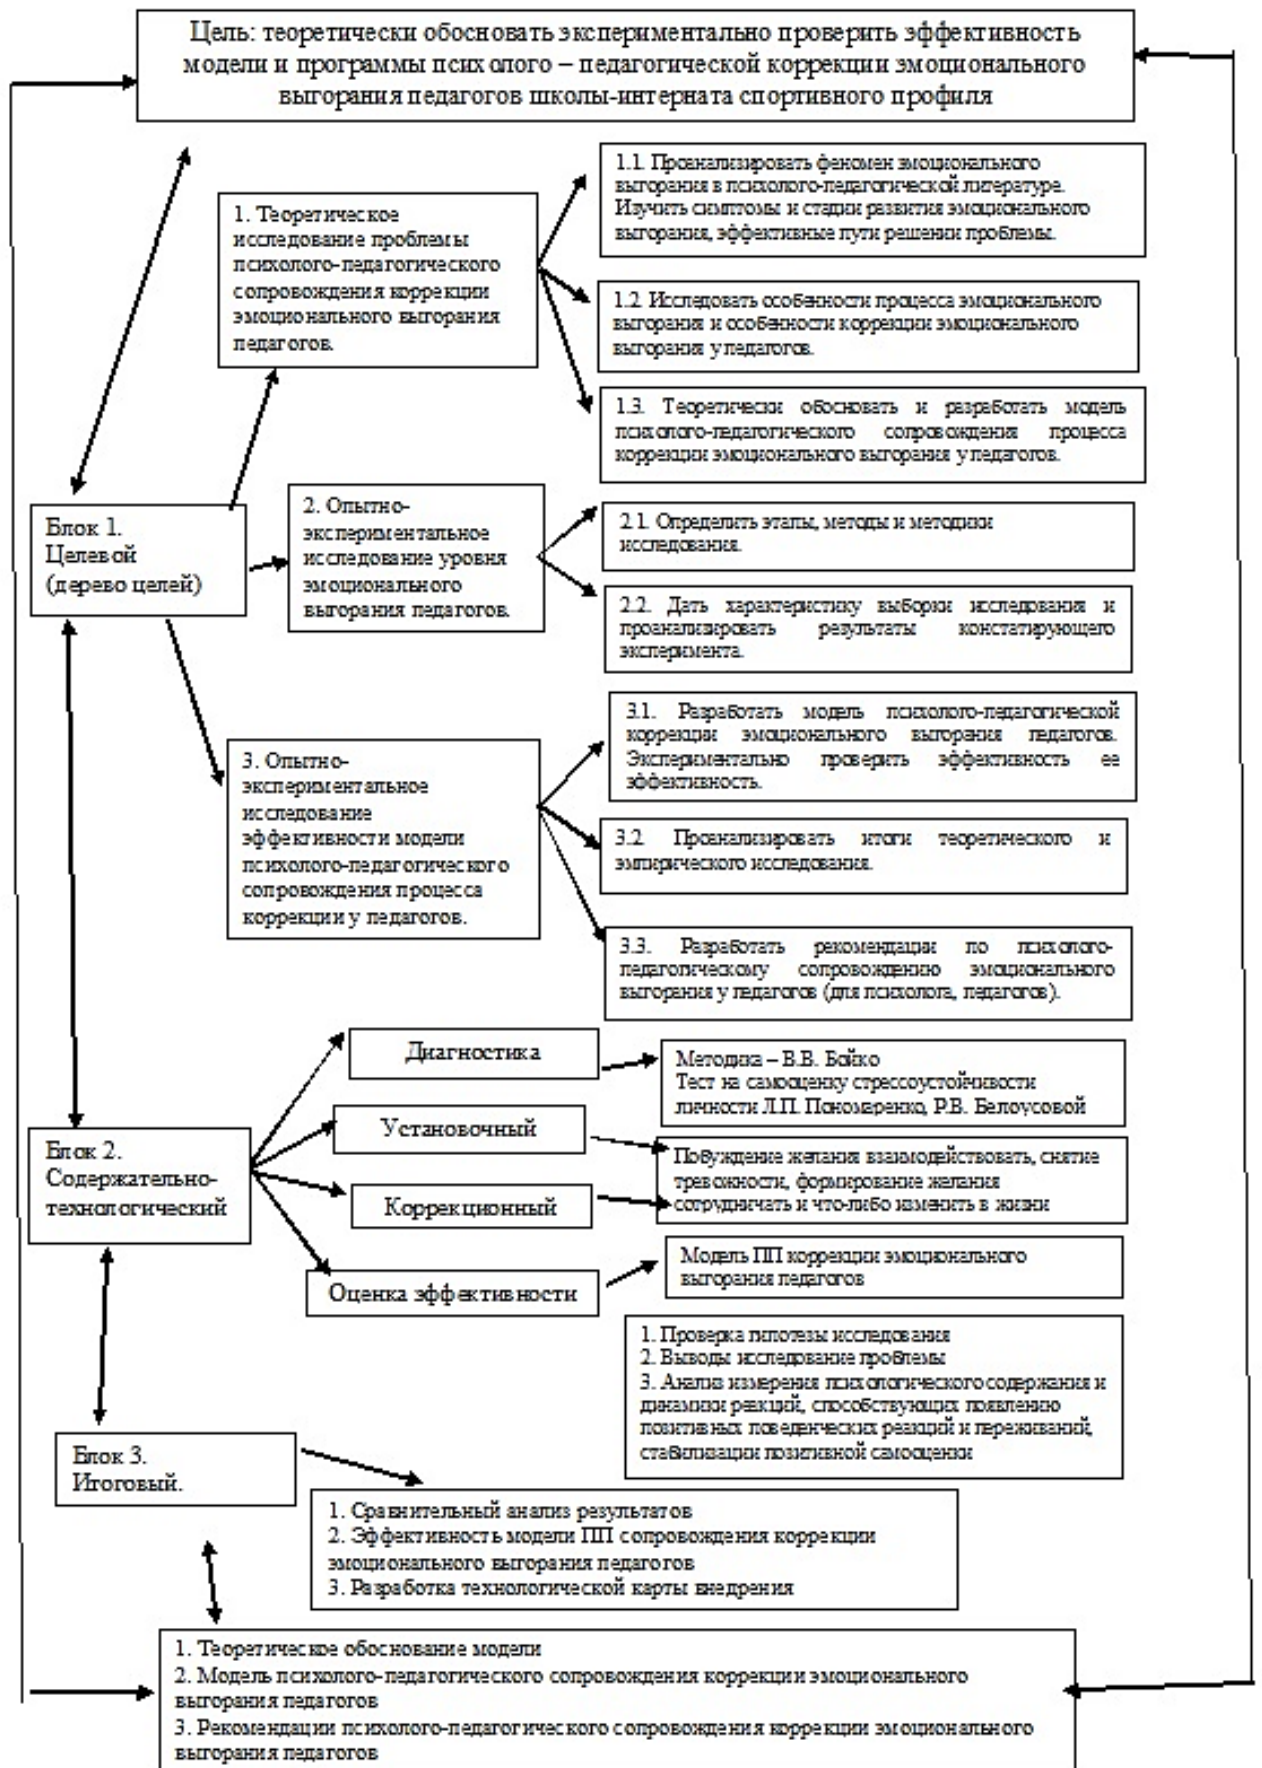 Цель: теоретически обосновать экспериментально проверить эффективность
модели и программы психолого – педагогической коррекции эмоционального
выгорания педагогов школы-интерната спортивного профиля
1. Теоретическое
исследование проблемы
психолого-педагогического
сопровождения коррекции
эмоционального выгорания
педагогов.
1.1. Проанализировать феномен эмоционального
выгорания в психолого-педагогической литературе.
Изучить симптомы и стадии развития эмоционального
выгорания, эффективные пути решении проблемы.
1.2. Исследовать особенности процесса эмоционального
выгорания и особенности коррекции эмоционального
выгорания у педагогов.
1.3. Теоретически обосновать и разработать модель
психолого-педагогического сопровождения процесса
коррекции эмоционального выгорания у педагогов.
Блок 1.
Целевой
(дерево целей)
2. Опытно-
экспериментальное
исследование уровня
эмоционального
выгорания педагогов.
2.1. Определить этапы, методы и методики
исследования.
2.2. Дать характеристику выборки исследования и
проанализировать результаты констатирующего
эксперимента.
3. Опытно-
экспериментальное
исследование
эффективности модели
психолого-педагогического
сопровождения процесса
коррекции у педагогов.
3.1. Разработать модель психолого-педагогической
коррекции эмоционального выгорания педагогов.
Экспериментально проверить эффективность ее
эффективность.
3.2. Проанализировать итоги теоретического и
эмпирического исследования.
3.3. Разработать рекомендации по психолого-
педагогическому сопровождению эмоционального
выгорания у педагогов (для психолога, педагогов).
Блок 2.
Содержательно-
технологический
Диагностика
Методика – В.В. Бойко
Тест на самооценку стрессоустойчивости
личности Л.П. Пономаренко, Р.В. Белоусовой
Установочный
Побуждение желания взаимодействовать, снятие
тревожности, формирование желания
сотрудничать и что-либо изменить в жизни
Коррекционный
Оценка эффективности
Модель ПП коррекции эмоционального
выгорания педагогов
1. Проверка гипотезы исследования
2. Выводы исследование проблемы
3. Анализ измерения психологического содержания и
динамики реакций, способствующих появлению
позитивных поведенческих реакций и переживаний,
стабилизации позитивной самооценки
Блок 3.
Итоговый.
1. Сравнительный анализ результатов
2. Эффективность модели ПП сопровождения коррекции
эмоционального выгорания педагогов
3. Разработка технологической карты внедрения
1. Теоретическое обоснование модели
2. Модель психолого-педагогического сопровождения коррекции эмоционального
выгорания педагогов
3. Рекомендации психолого-педагогического сопровождения коррекции эмоционального
выгорания педагогов